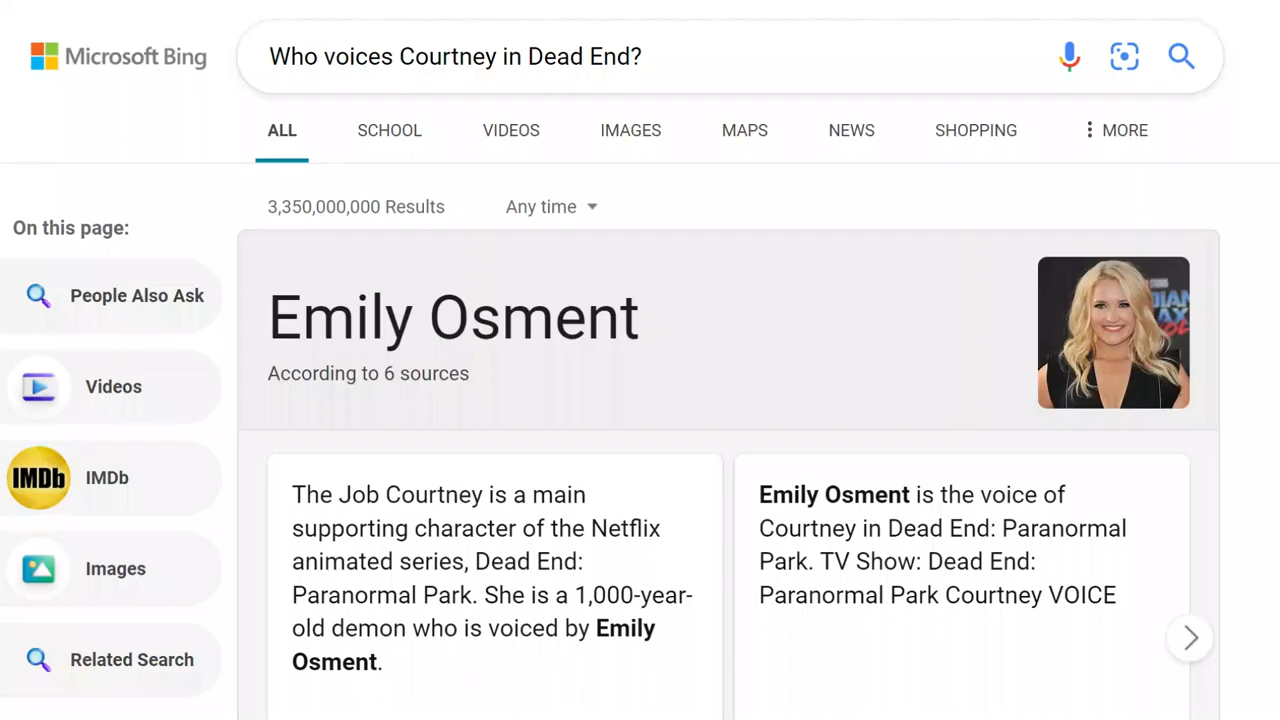 Microsoft Bing
Who voices Courtney in Dead End?
ALL SCHOOL VIDEOS IMAGES MAPS NEWS SHOPPING MORE
3,350,000,000 Results Any time
On this page:
People Also Ask
Videos
IMDb IMDb
Images
Related Search
Emily Osment
According to 6 sources
The Job Courtney is a main
supporting character of the Netflix
animated series, Dead End:
Paranormal Park. She is a 1,000-year-
old demon who is voiced by Emily
Osment.
Emily Osment is the voice of
Courtney in Dead End: Paranormal
Park. TV Show: Dead End:
Paranormal Park Courtney VOICE